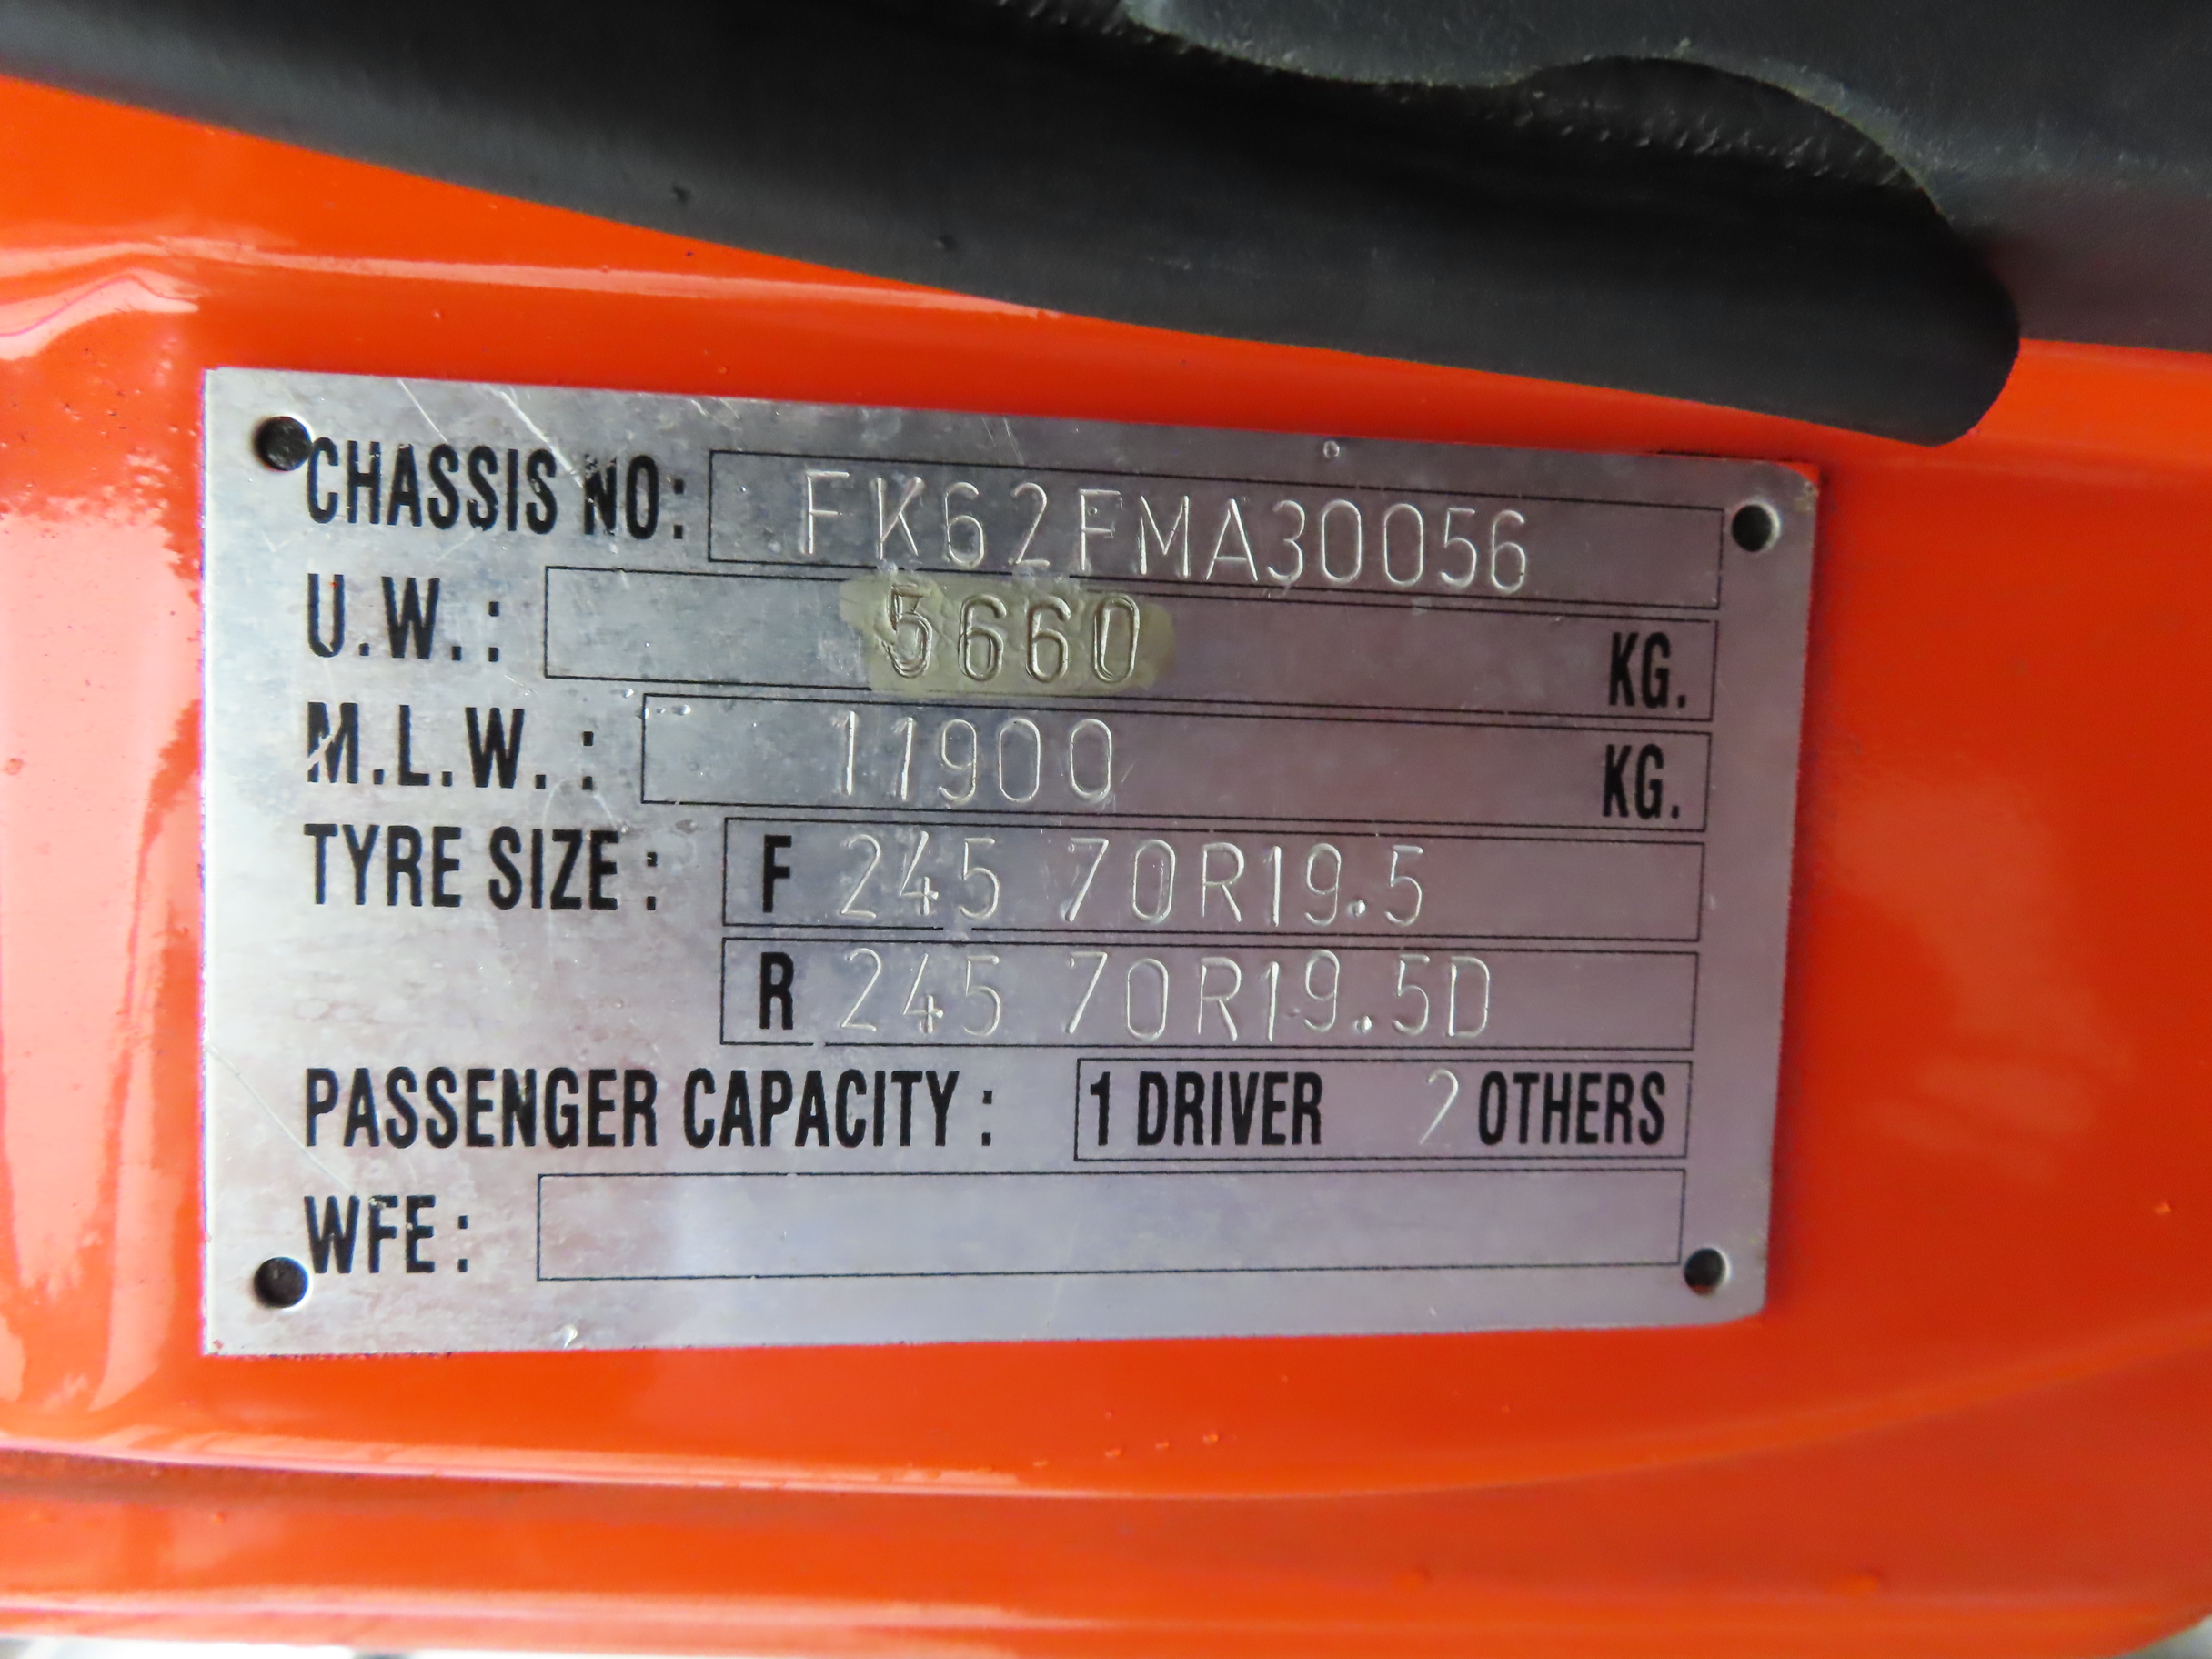 CHASSIS NO: FK62FMA30056
U.W.: 5660 KG.
M.L.W.: 11900 KG.
TYRE SIZE: F 245 70R19.5
R 245 70R19.5D
PASSENGER CAPACITY: 1 DRIVER 2 OTHERS
WFE: